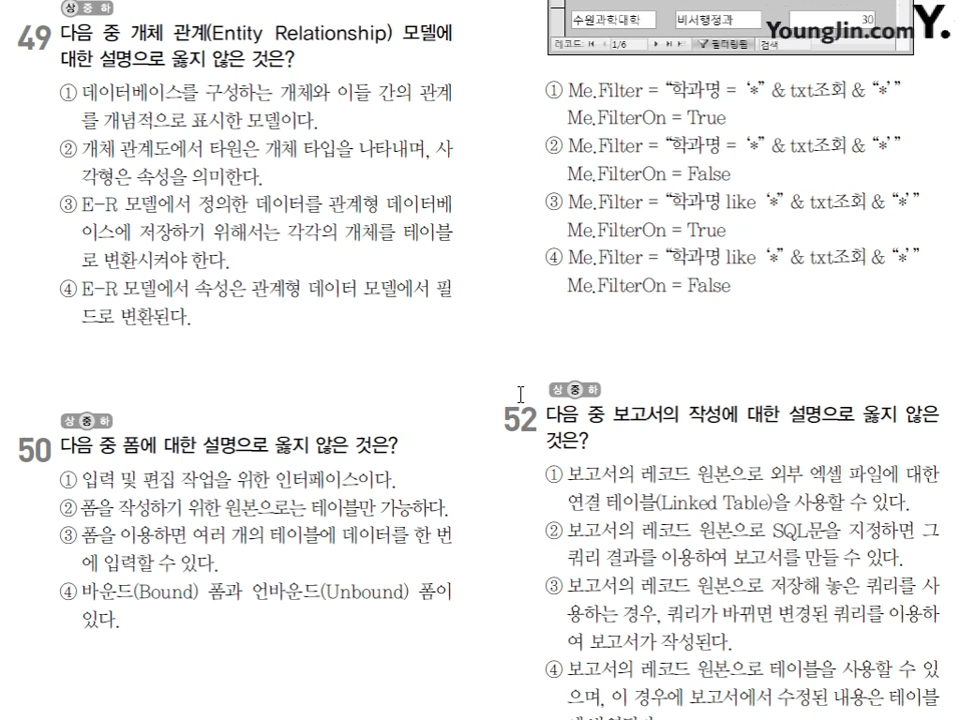 상 중 하
49 다음 중 개체 관계(Entity Relationship) 모델에
대한 설명으로 옳지 않은 것은?
① 데이터베이스를 구성하는 개체와 이들 간의 관계
를 개념적으로 표시한 모델이다.
② 개체 관계도에서 타원은 개체 타입을 나타내며, 사
각형은 속성을 의미한다.
③ E-R 모델에서 정의한 데이터를 관계형 데이터베
이스에 저장하기 위해서는 각각의 개체를 테이블
로 변환시켜야 한다.
④ E-R 모델에서 속성은 관계형 데이터 모델에서 필
드로 변환된다.
상 중 하
50 다음 중 폼에 대한 설명으로 옳지 않은 것은?
① 입력 및 편집 작업을 위한 인터페이스이다.
② 폼을 작성하기 위한 원본으로는 테이블만 가능하다.
③ 폼을 이용하면 여러 개의 테이블에 데이터를 한 번
에 입력할 수 있다.
④ 바운드(Bound) 폼과 언바운드(Unbound) 폼이
있다.
수원과학대학 비서행정과 30
YoungJin.com Y.
레코드: 1/6 필터링됨 검색
① Me.Filter = “학과명 = ‘*” & txt조회 & “*’”
Me.FilterOn = True
② Me.Filter = “학과명 = ‘*” & txt조회 & “*’”
Me.FilterOn = False
③ Me.Filter = “학과명 like ‘*” & txt조회 & “*’”
Me.FilterOn = True
④ Me.Filter = “학과명 like ‘*” & txt조회 & “*’”
Me.FilterOn = False
상 중 하
52 다음 중 보고서의 작성에 대한 설명으로 옳지 않은
것은?
① 보고서의 레코드 원본으로 외부 엑셀 파일에 대한
연결 테이블(Linked Table)을 사용할 수 있다.
② 보고서의 레코드 원본으로 SQL문을 지정하면 그
쿼리 결과를 이용하여 보고서를 만들 수 있다.
③ 보고서의 레코드 원본으로 저장해 놓은 쿼리를 사
용하는 경우, 쿼리가 바뀌면 변경된 쿼리를 이용하
여 보고서가 작성된다.
④ 보고서의 레코드 원본으로 테이블을 사용할 수 있
으며, 이 경우에 보고서에서 수정된 내용은 테이블